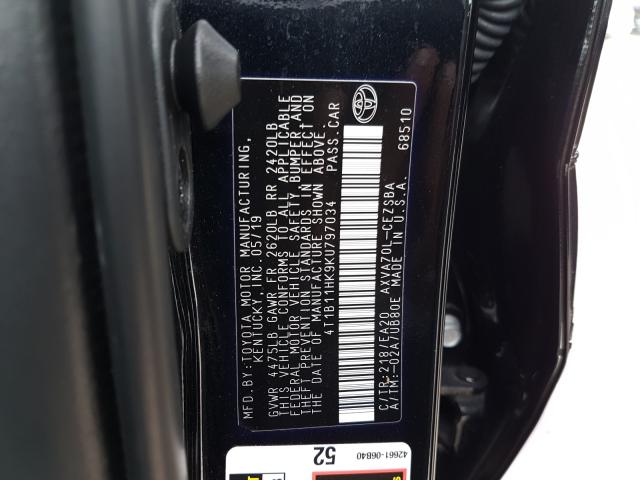 MFD.BY:TOYOTA MOTOR MANUFACTURING,
KENTUCKY,INC.05/19
GVWR 4475LB GAWR FR 2620LB RR 2420LB
THIS VEHICLE CONFORMS TO ALL APPLICABLE
FEDERAL MOTOR VEHICLE SAFETY BUMPER AND
THEFT PREVENTION STANDARDS IN EFFECT ON
THE DATE OF MANUFACTURE SHOWN ABOVE.
4T1B11HK9KU797034 PASS.CAR
C/TR:218/EA20 AXVA70L-CEZSBA
A/TM:-02A/UB80E MADE IN U.S.A.
68510
52
42661-06B40